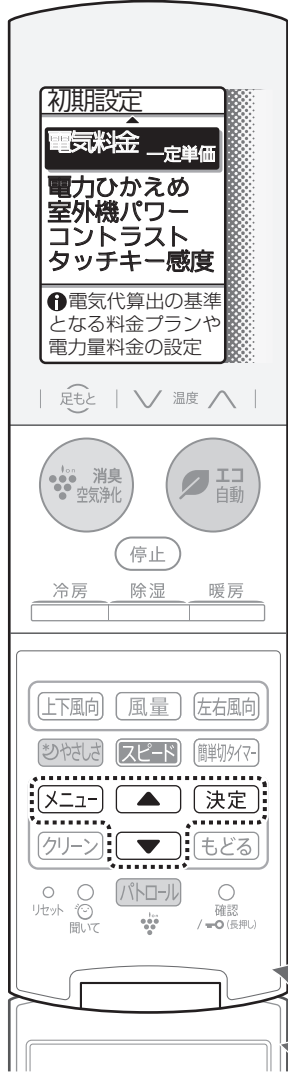 初期設定
電気料金 一定単価
電力ひかえめ
室外機パワー
コントラスト
タッチキー感度
❶電気代算出の基準
となる料金プランや
電力量料金の設定
足もと 温度
ion 消臭 空気浄化
エコ 自動
停止
冷房 除湿 暖房
上下風向 風量 左右風向
やさしさ スピード 簡単切タイマー
メニュー ▲ 決定
クリーン ▼ もどる
リセット 聞いて パトロール ion 確認 / (長押し)